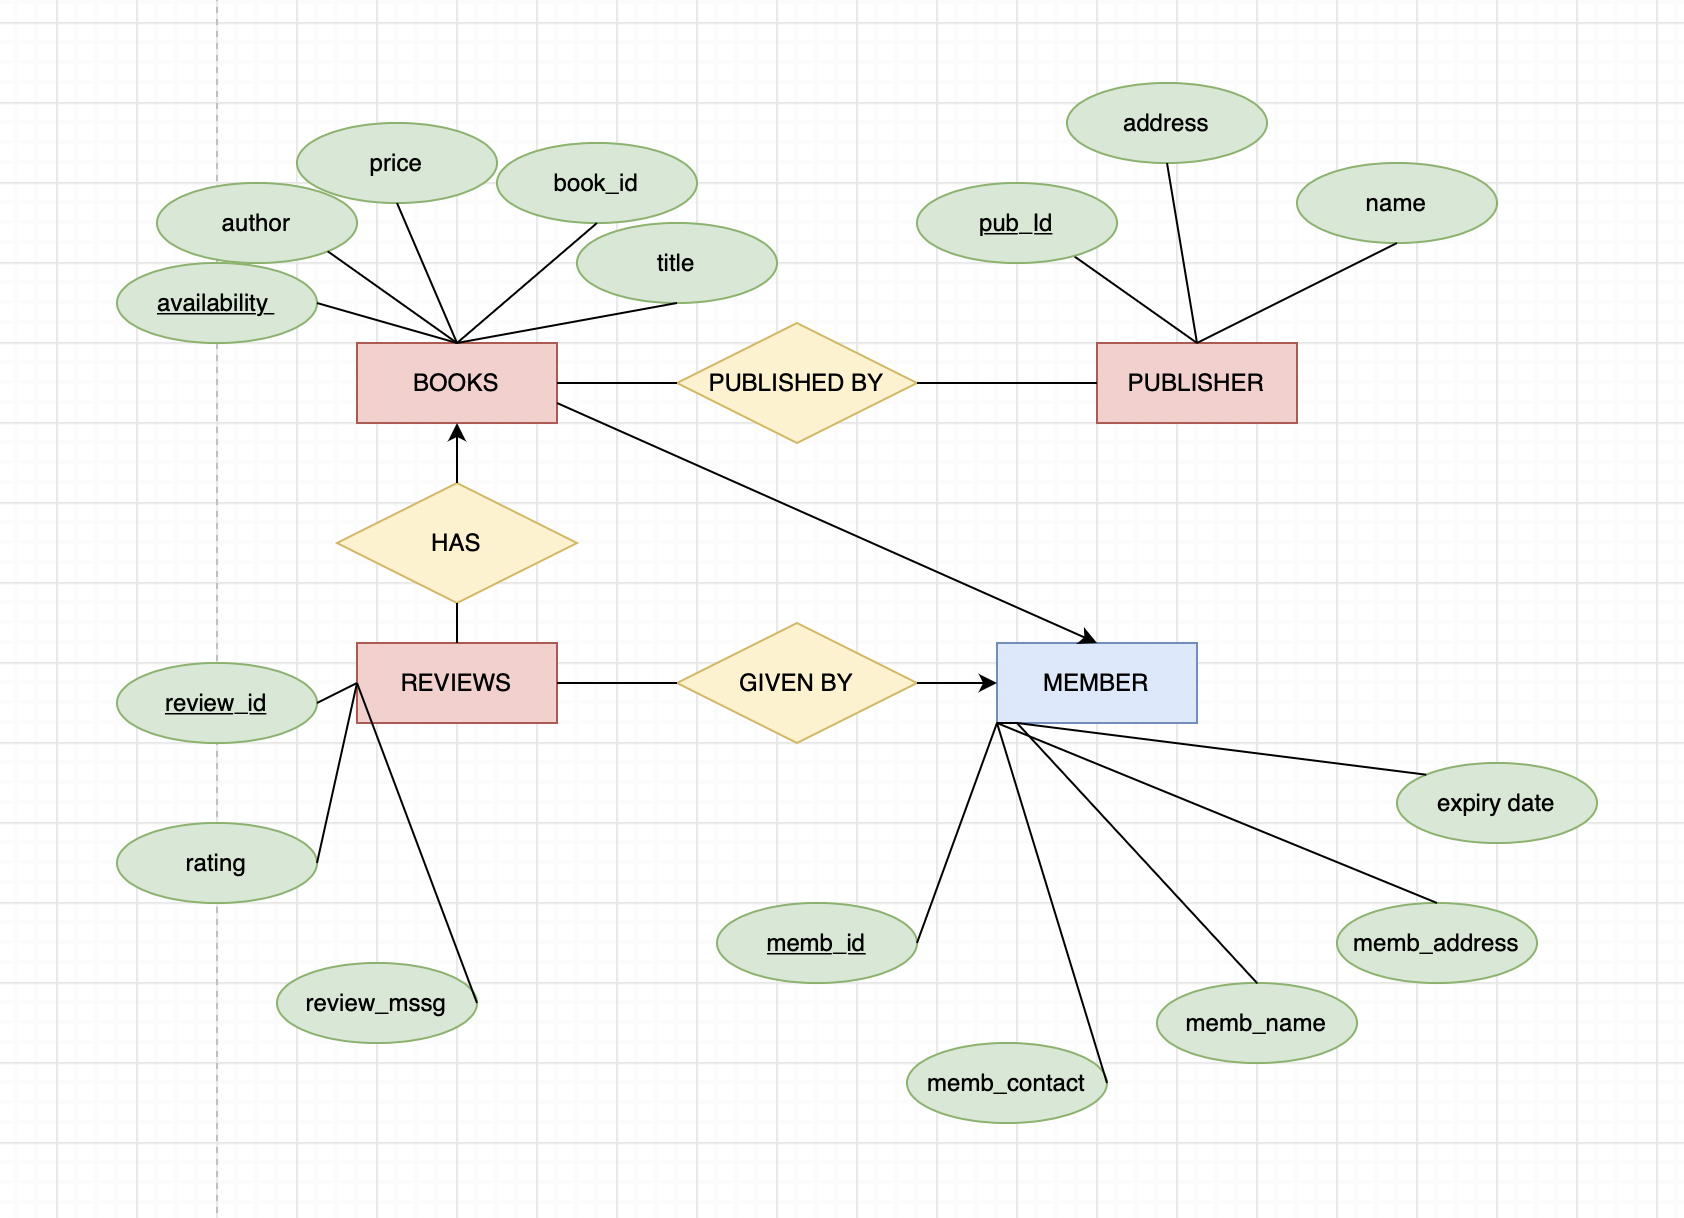 address
price
book_id
name
author
pub_Id
title
availability
BOOKS
PUBLISHED BY
PUBLISHER
HAS
REVIEWS
GIVEN BY
MEMBER
review_id
expiry date
rating
memb_id
memb_address
review_mssg
memb_name
memb_contact